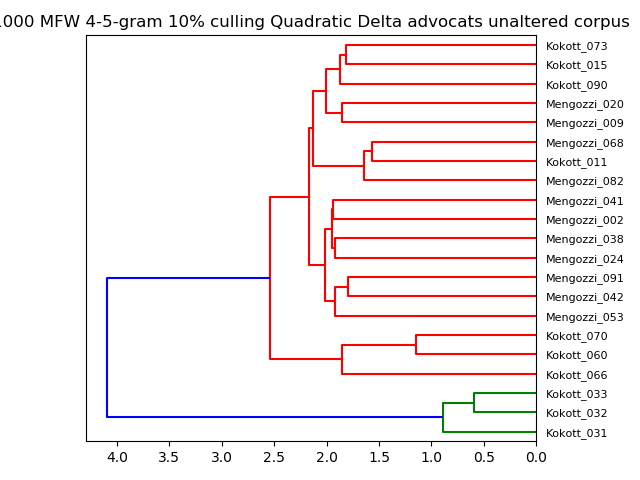 .000 MFW 4-5-gram 10% culling Quadratic Delta advocats unaltered corpus
Kokott_073
Kokott_015
Kokott_090
Mengozzi_020
Mengozzi_009
Mengozzi_068
Kokott_011
Mengozzi_082
Mengozzi_041
Mengozzi_002
Mengozzi_038
Mengozzi_024
Mengozzi_091
Mengozzi_042
Mengozzi_053
Kokott_070
Kokott_060
Kokott_066
Kokott_033
Kokott_032
Kokott_031
4.0 3.5 3.0 2.5 2.0 1.5 1.0 0.5 0.0